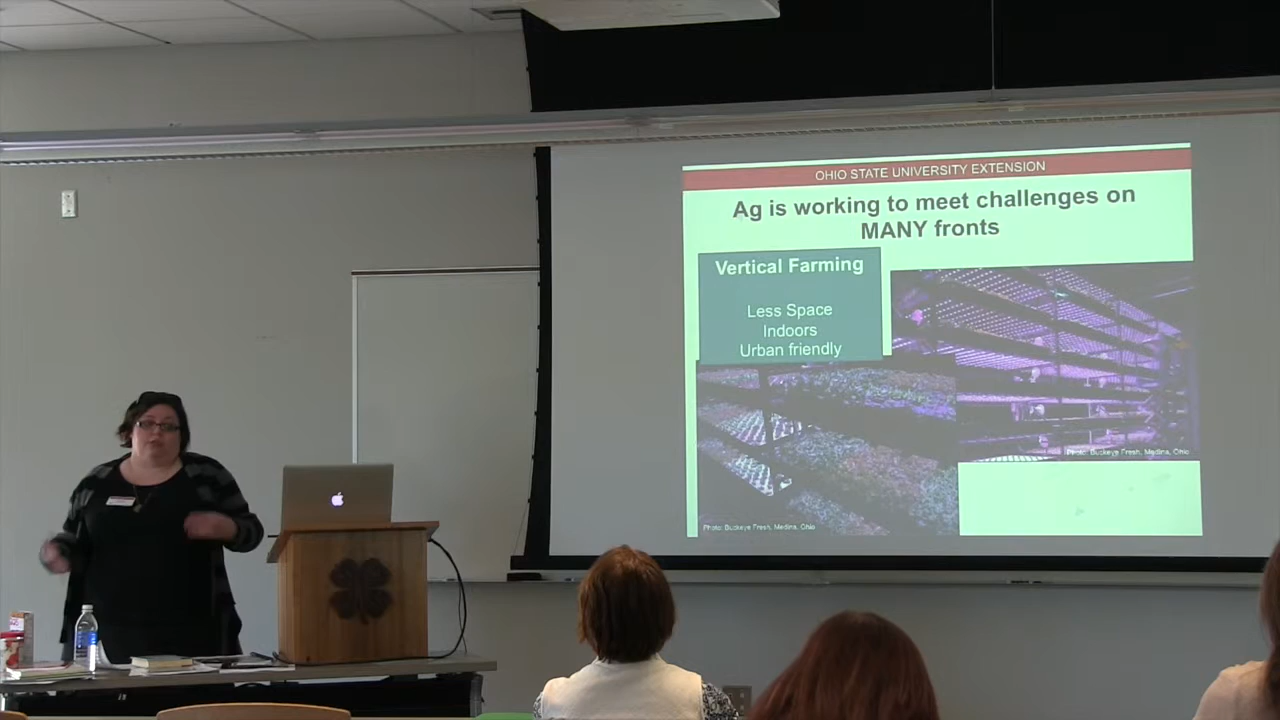 OHIO STATE UNIVERSITY EXTENSION
Ag is working to meet challenges on
MANY fronts
Vertical Farming
Less Space
Indoors
Urban friendly
Photo: Buckeye Fresh, Medina, Ohio
Photo: Buckeye Fresh, Medina, Ohio